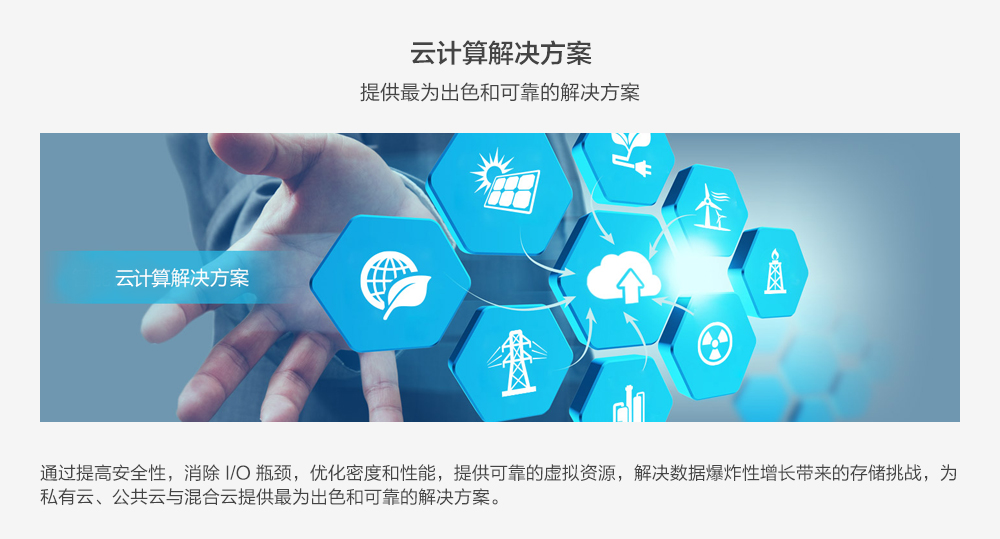 云计算解决方案
提供最为出色和可靠的解决方案
云计算解决方案
通过提高安全性，消除 I/O 瓶颈，优化密度和性能，提供可靠的虚拟资源，解决数据爆炸性增长带来的存储挑战，为
私有云、公共云与混合云提供最为出色和可靠的解决方案。